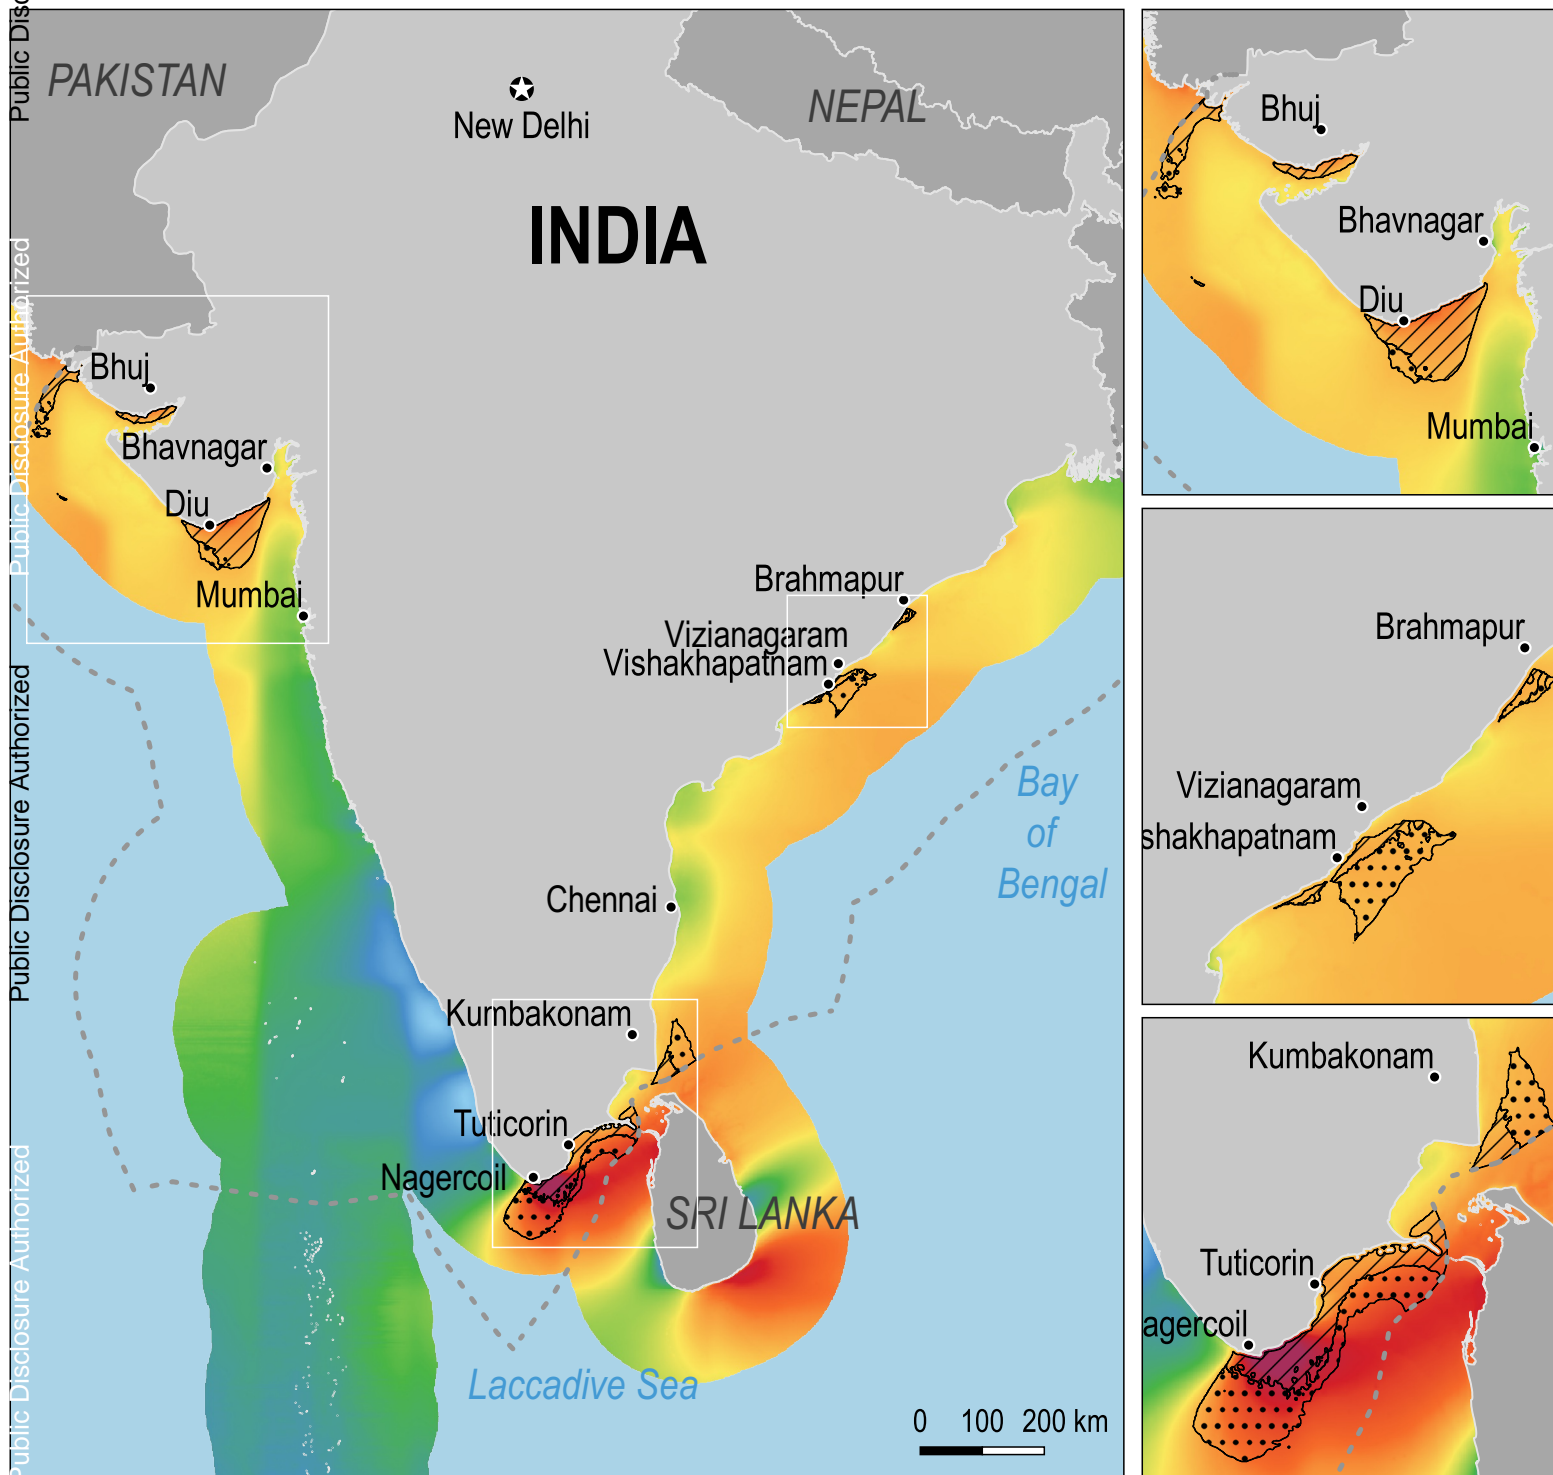 Public Disc
Public Disclosure Authorized
Public Disclosure Authorized
Public Disclosure Authorized
PAKISTAN
New Delhi
NEPAL
INDIA
Bhuj
Bhavnagar
Diu
Mumbai
Brahmapur
Vizianagaram
Vishakhapatnam
Bay
of
Bengal
Chennai
Kumbakonam
Tuticorin
Nagercoil
SRI LANKA
Laccadive Sea
0 100 200 km
Bhuj
Bhavnagar
Diu
Mumbai
Brahmapur
Vizianagaram
shakhapatnam
Kumbakonam
Tuticorin
agercoil